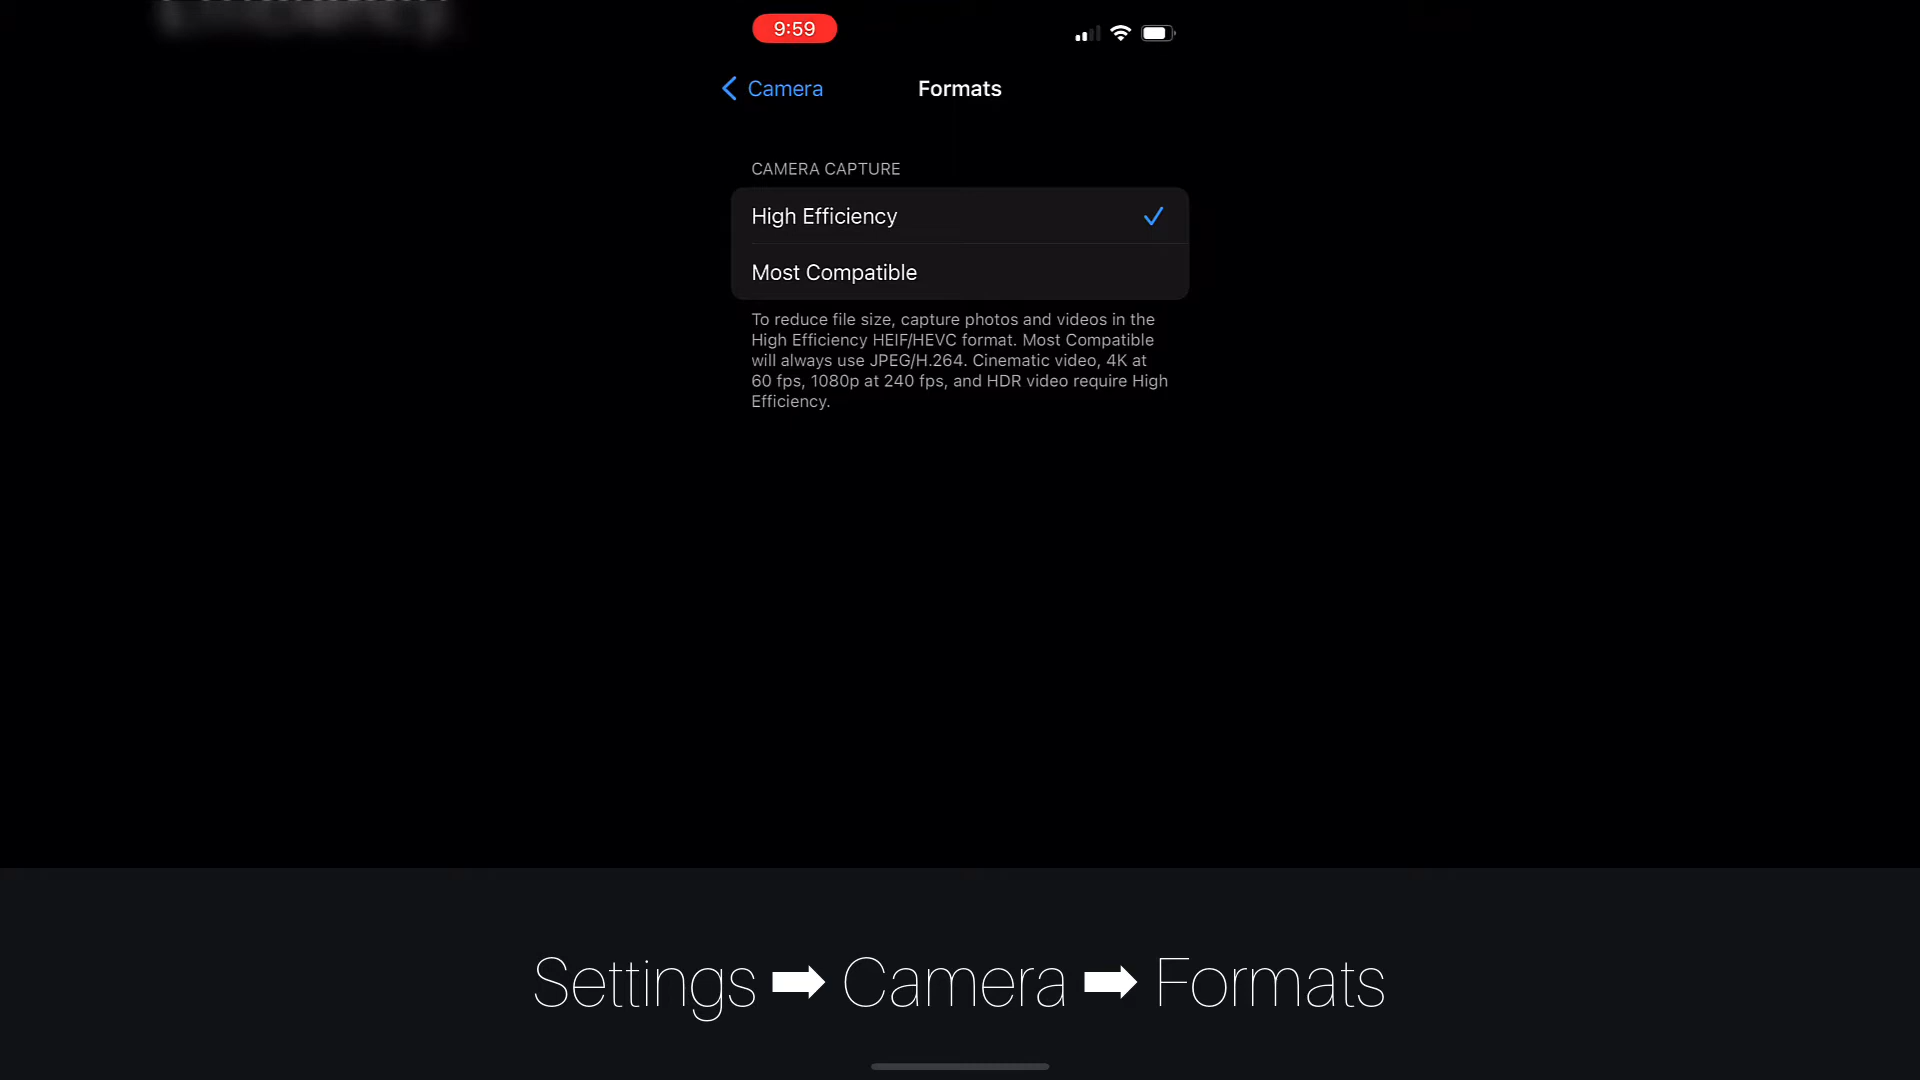 9:59
Camera
Formats
CAMERA CAPTURE
High Efficiency
Most Compatible
To reduce file size, capture photos and videos in the
High Efficiency HEIF/HEVC format. Most Compatible
will always use JPEG/H.264. Cinematic video, 4K at
60 fps, 1080p at 240 fps, and HDR video require High
Efficiency.
Settings ➡ Camera ➡ Formats